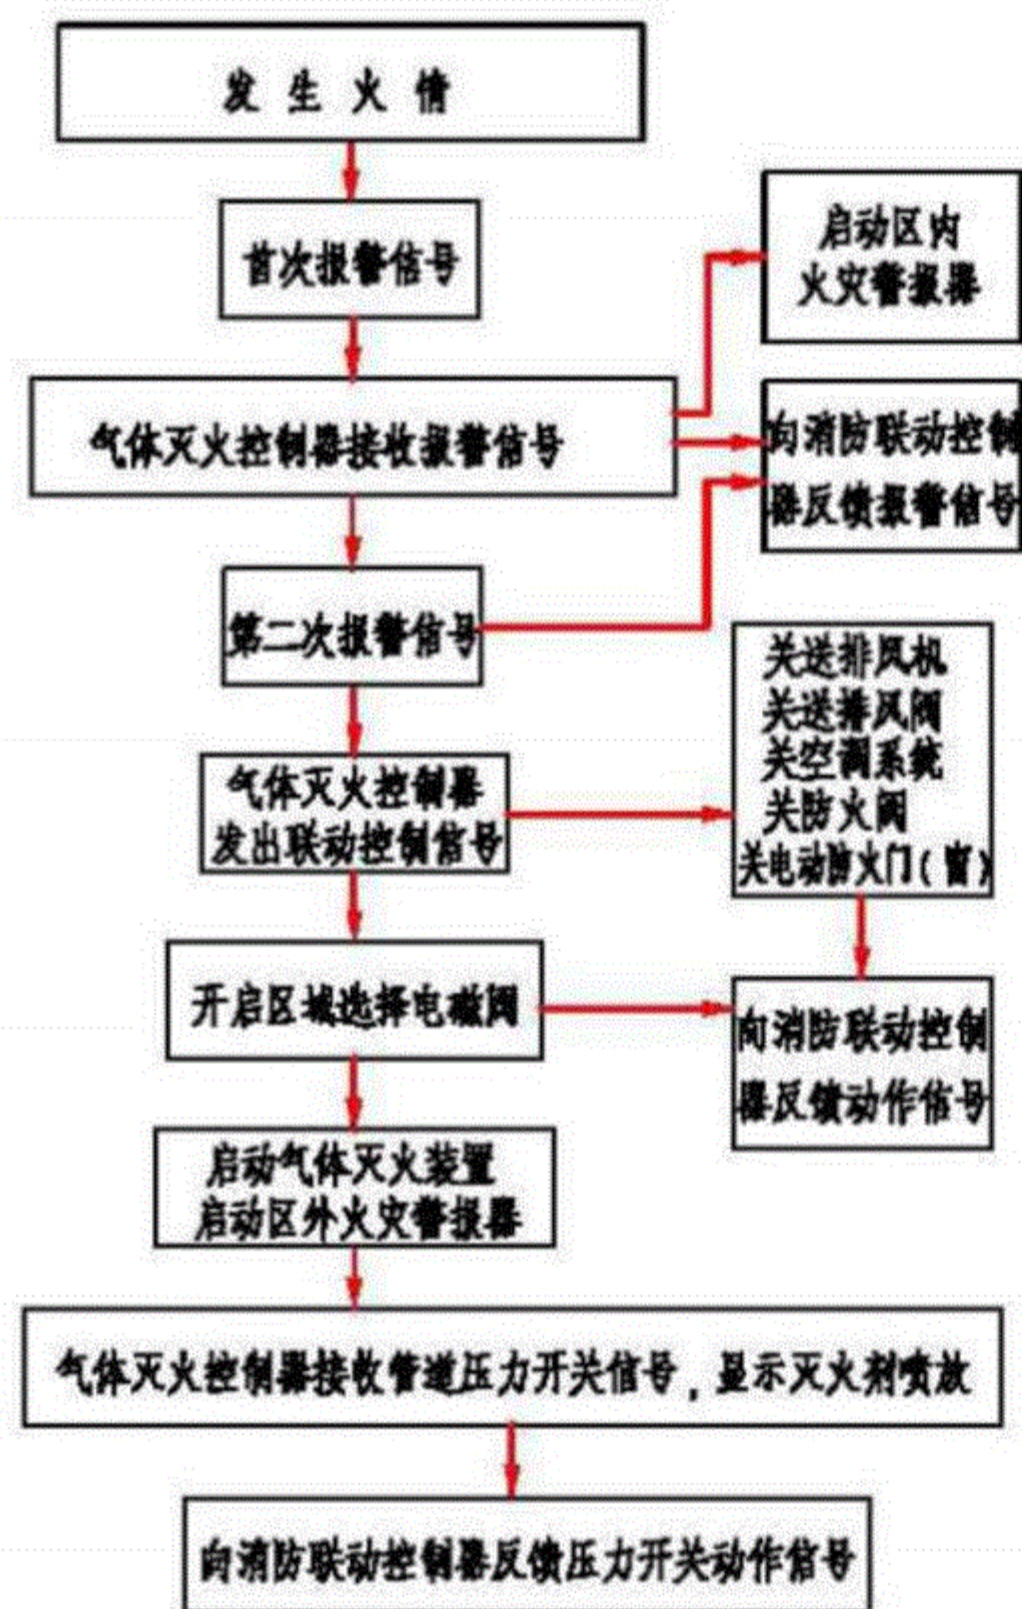 发生火情
首次报警信号
启动区内
火灾警报器
气体灭火控制器接收报警信号
向消防联动控制
器反馈报警信号
第二次报警信号
关送排风机
关送排风阀
关空调系统
关防火阀
关电动防火门(窗)
气体灭火控制器
发出联动控制信号
开启区域选择电磁阀
向消防联动控制
器反馈动作信号
启动气体灭火装置
启动区外火灾警报器
气体灭火控制器接收管道压力开关信号，显示灭火剂喷放
向消防联动控制器反馈压力开关动作信号